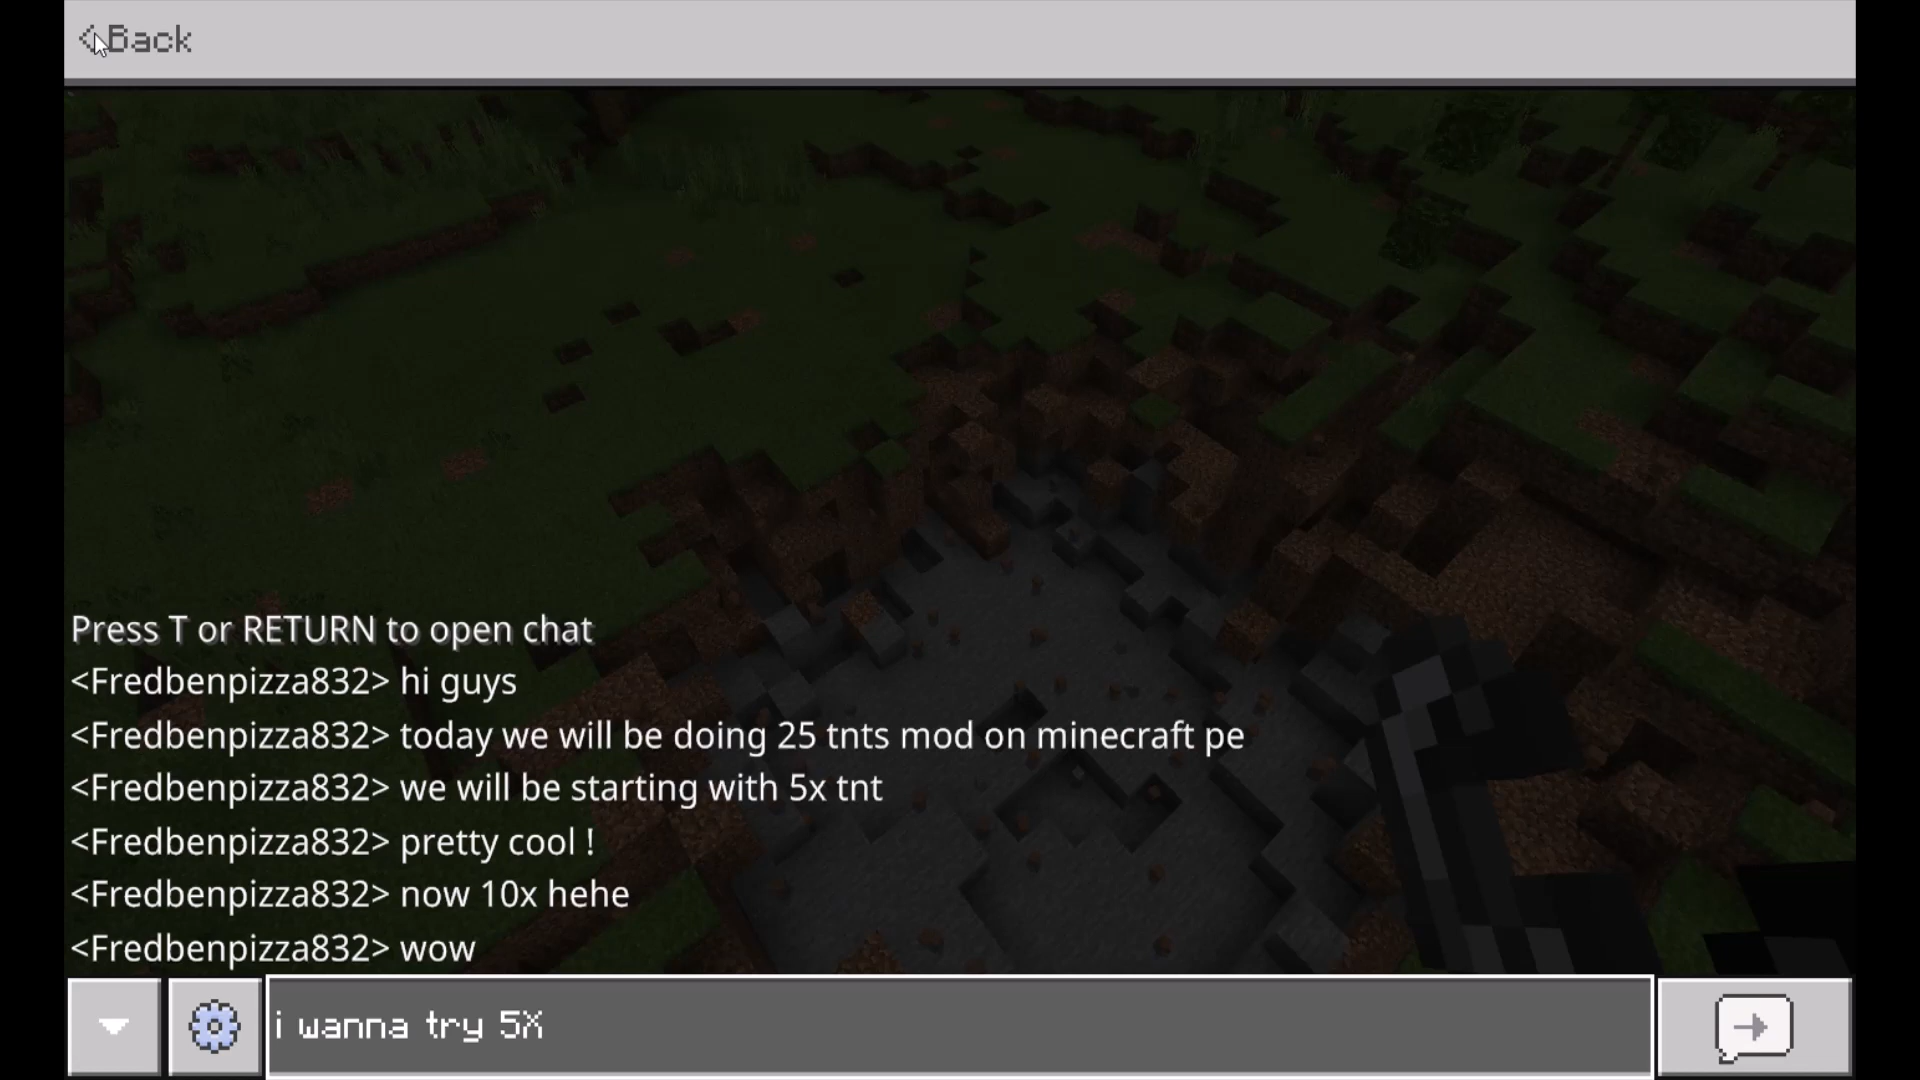 Back
Press T or RETURN to open chat
<Fredbenpizza832> hi guys
<Fredbenpizza832> today we will be doing 25 tnts mod on minecraft pe
<Fredbenpizza832> we will be starting with 5x tnt
<Fredbenpizza832> pretty cool !
<Fredbenpizza832> now 10x hehe
<Fredbenpizza832> wow
i wanna try 5X